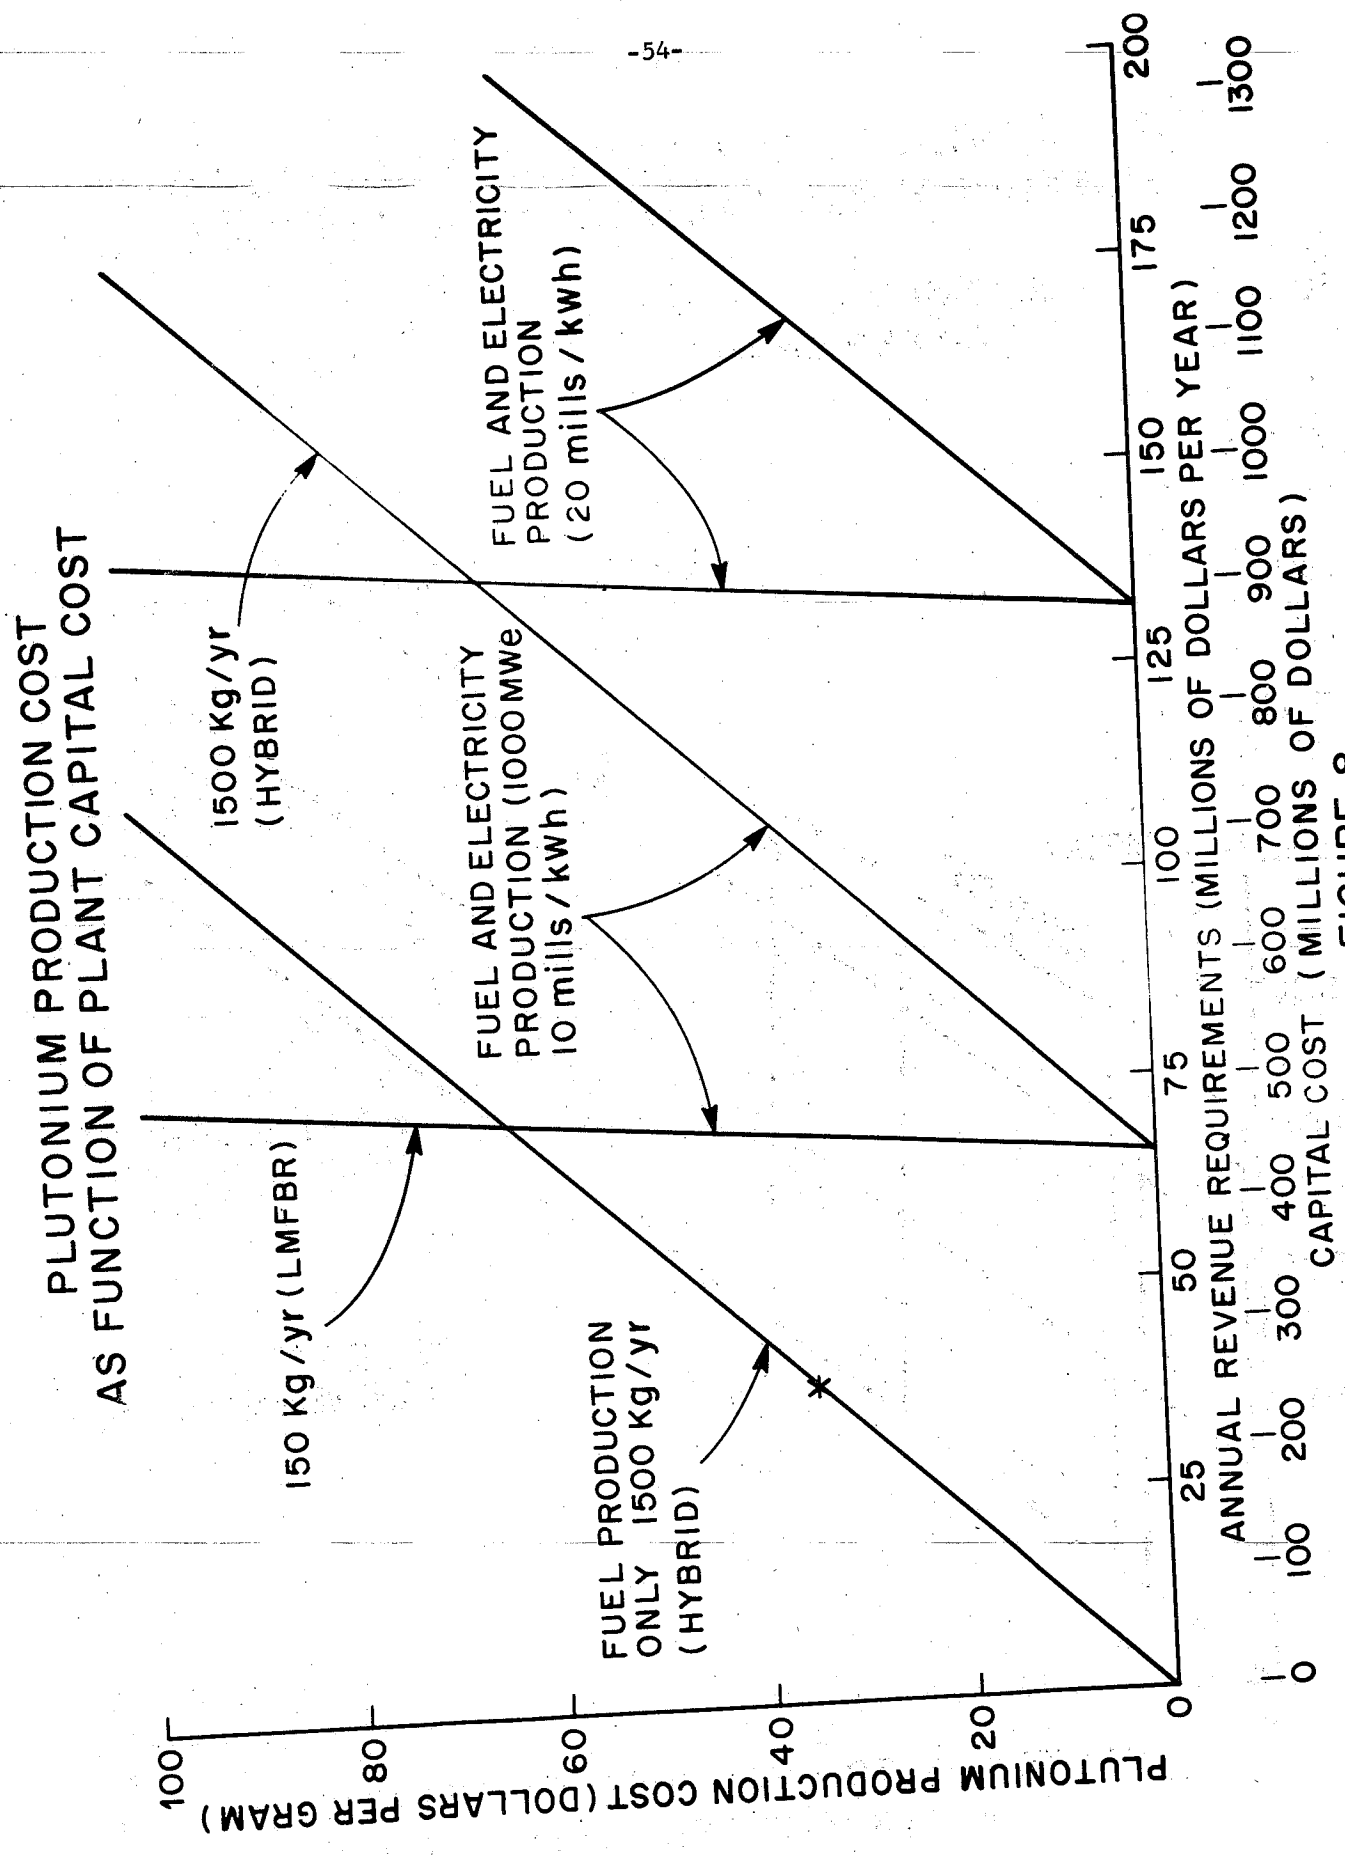 -54-
PLUTONIUM PRODUCTION COST
AS FUNCTION OF PLANT CAPITAL COST
PLUTONIUM PRODUCTION COST (DOLLARS PER GRAM)
100
80
60
40
20
0
150 Kg/yr (LMFBR)
1500 Kg/yr
(HYBRID)
FUEL PRODUCTION
ONLY 1500 Kg/yr
(HYBRID)
FUEL AND ELECTRICITY
PRODUCTION (1000MWe
10 mills/kWh)
FUEL AND ELECTRICITY
PRODUCTION
(20 mills/kWh)
25 50 75 100 125 150 175 200
ANNUAL REVENUE REQUIREMENTS (MILLIONS OF DOLLARS PER YEAR)
0 100 200 300 400 500 600 700 800 900 1000 1100 1200 1300
CAPITAL COST (MILLIONS OF DOLLARS)
FIGURE 8